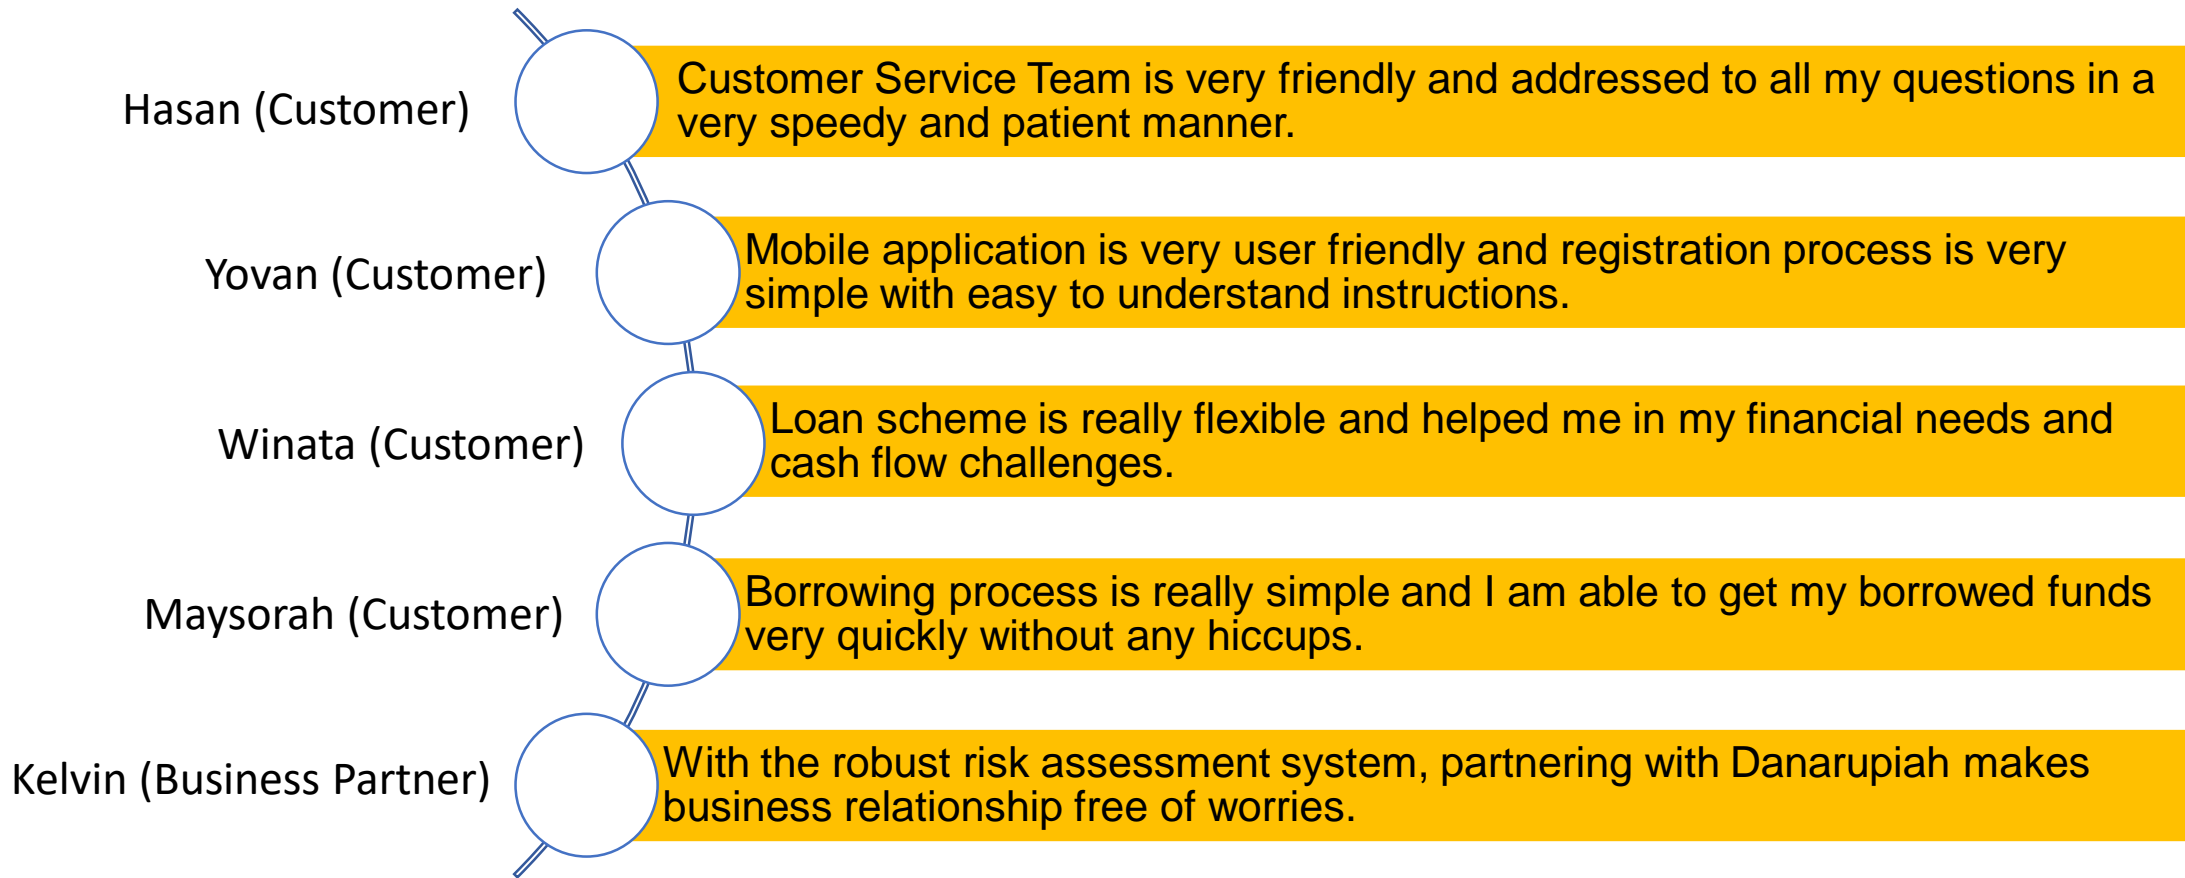 Hasan (Customer)
Customer Service Team is very friendly and addressed to all my questions in a
very speedy and patient manner.
Yovan (Customer)
Mobile application is very user friendly and registration process is very
simple with easy to understand instructions.
Winata (Customer)
Loan scheme is really flexible and helped me in my financial needs and
cash flow challenges.
Maysorah (Customer)
Borrowing process is really simple and I am able to get my borrowed funds
very quickly without any hiccups.
Kelvin (Business Partner)
With the robust risk assessment system, partnering with Danarupiah makes
business relationship free of worries.